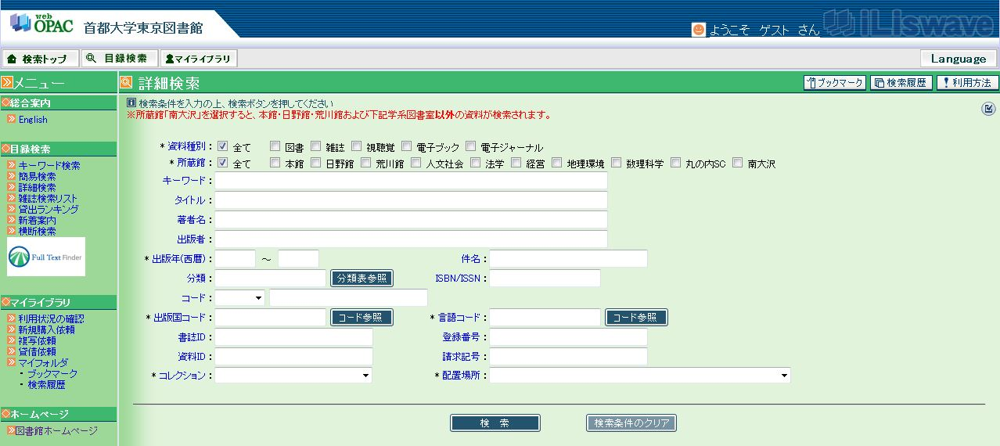 web OPAC 首都大学東京図書館
ようこそ ゲスト さん
iLiswave
検索トップ 目録検索 マイライブラリ Language
メニュー
総合案内
English
目録検索
キーワード検索
簡易検索
詳細検索
雑誌検索リスト
貸出ランキング
新着案内
横断検索
Full Text Finder
マイライブラリ
利用状況の確認
新規購入依頼
複写依頼
貸借依頼
マイフォルダ
・ブックマーク
・検索履歴
ホームページ
図書館ホームページ
詳細検索 ブックマーク 検索履歴 利用方法
検索条件を入力の上、検索ボタンを押してください
※所蔵館「南大沢」を選択すると、本館・日野館・荒川館および下記学系図書室以外の資料が検索されます。
* 資料種別: 全て 図書 雑誌 視聴覚 電子ブック 電子ジャーナル
* 所蔵館: 全て 本館 日野館 荒川館 人文社会 法学 経営 地理環境 数理科学 丸の内SC 南大沢
キーワード:
タイトル:
著者名:
出版者:
* 出版年(西暦): ～ 件名:
分類: 分類表参照 ISBN/ISSN:
コード:
* 出版国コード: コード参照 * 言語コード: コード参照
書誌ID: 登録番号:
資料ID: 請求記号:
* コレクション: * 配置場所:
検 索 検索条件のクリア